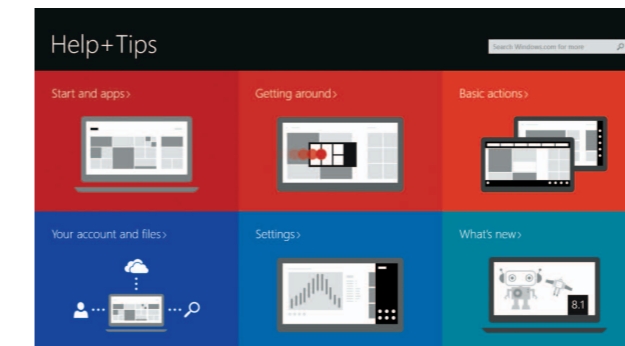 Help+Tips
Search Windows.com for more
Start and apps›
Getting around›
Basic actions›
Your account and files›
Settings›
What's new›
8.1